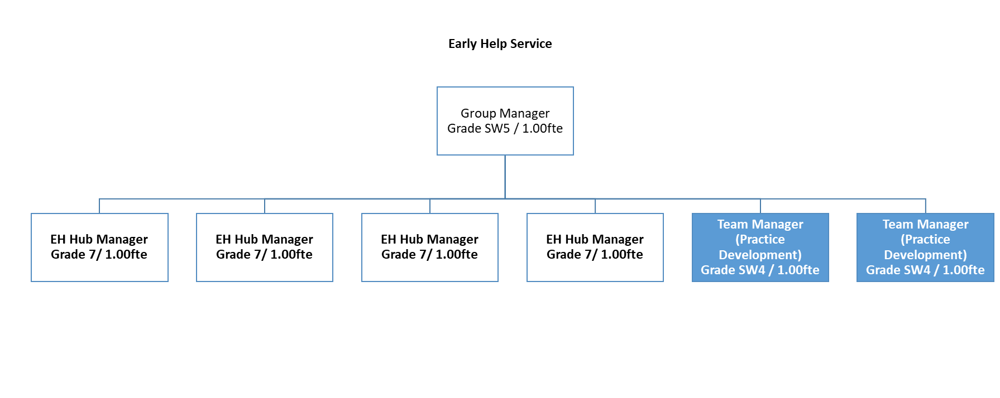 Early Help Service
Group Manager
Grade SW5 / 1.00fte
EH Hub Manager
Grade 7/ 1.00fte
EH Hub Manager
Grade 7/ 1.00fte
EH Hub Manager
Grade 7/ 1.00fte
EH Hub Manager
Grade 7/ 1.00fte
Team Manager
(Practice
Development)
Grade SW4 / 1.00fte
Team Manager
(Practice
Development)
Grade SW4 / 1.00fte